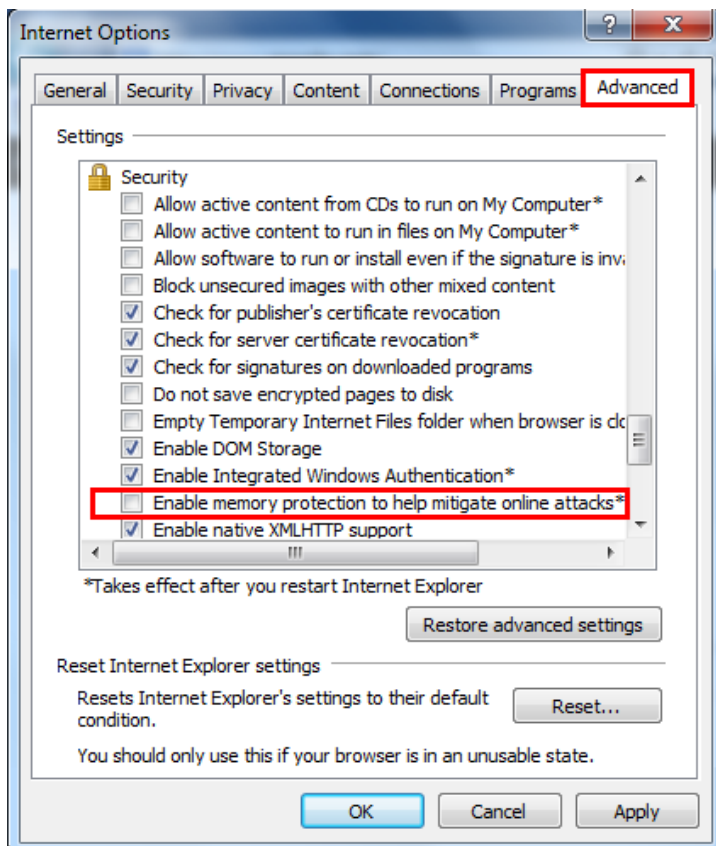 Internet Options
?
X
General Security Privacy Content Connections Programs Advanced
Settings
Security
Allow active content from CDs to run on My Computer*
Allow active content to run in files on My Computer*
Allow software to run or install even if the signature is
Block unsecured images with other mixed content
Check for publisher's certificate revocation
Check for server certificate revocation*
Check for signatures on downloaded programs
Do not save encrypted pages to disk
Empty Temporary Internet Files folder when browser is
Enable DOM Storage
Enable Integrated Windows Authentication*
Enable memory protection to help mitigate online attacks*
Enable native XMLHTTP support
*Takes effect after you restart Internet Explorer
Restore advanced settings
Reset Internet Explorer settings
Resets Internet Explorer's settings to their default
condition.
Reset...
You should only use this if your browser is in an unusable state.
OK Cancel Apply